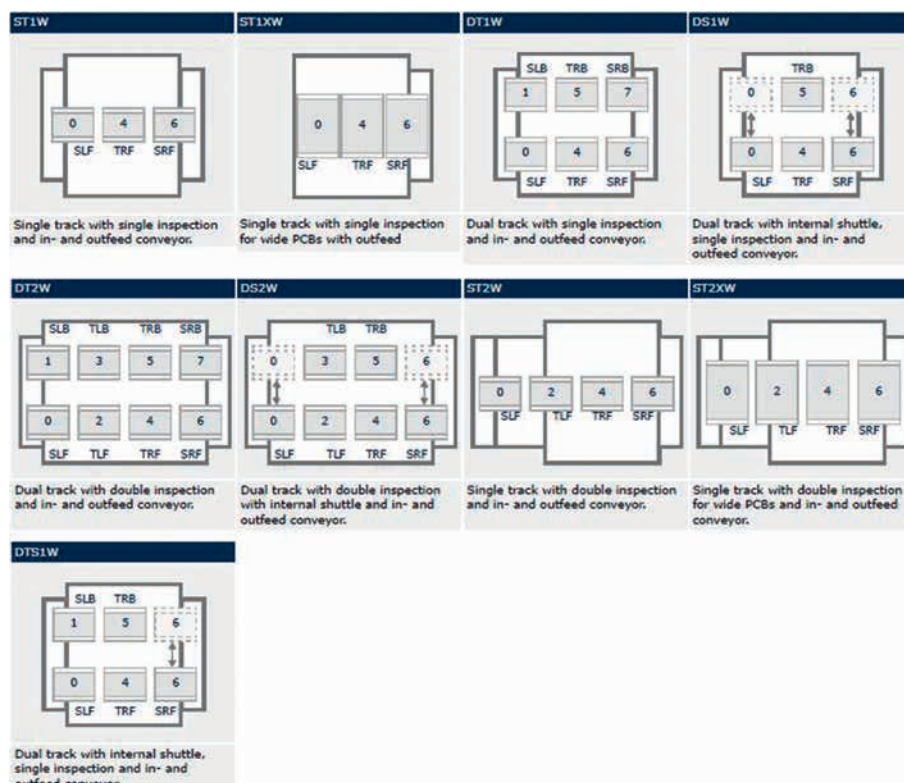 ST1W
0 4 6
SLF TRF SRF
Single track with single inspection
and in- and outfeed conveyor.
ST1XW
0 4 6
SLF TRF SRF
Single track with single inspection
for wide PCBs with outfeed
DT1W
SLB TRB SRB
1 5 7
0 4 6
SLF TRF SRF
Dual track with single inspection
and in- and outfeed conveyor.
DS1W
TRB
0 5 6
0 4 6
SLF TRF SRF
Dual track with internal shuttle,
single inspection and in- and
outfeed conveyor.
DT2W
SLB TLB TRB SRB
1 3 5 7
0 2 4 6
SLF TLF TRF SRF
Dual track with double inspection
and in- and outfeed conveyor.
DS2W
TLB TRB
0 3 5 6
0 2 4 6
SLF TLF TRF SRF
Dual track with double inspection
with internal shuttle and in- and
outfeed conveyor.
ST2W
0 2 4 6
SLF TLF TRF SRF
Single track with double inspection
and in- and outfeed conveyor.
ST2XW
0 2 4 6
SLF TLF TRF SRF
Single track with double inspection
for wide PCBs and in- and outfeed
conveyor.
DTS1W
SLB TRB
1 5 6
0 4 6
SLF TRF SRF
Dual track with internal shuttle,
single inspection and in- and
outfeed conveyor.